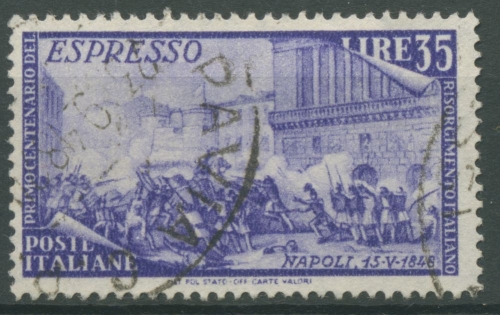 ESPRESSO
LIRE 35
PRIMO CENTENARIO DEL
RISORGIMENTO ITALIANO
POSTE
ITALIANE
NAPOLI, 15-V-1848
IST. POL. STATO-OFF. CARTE VALORI
PAVIA